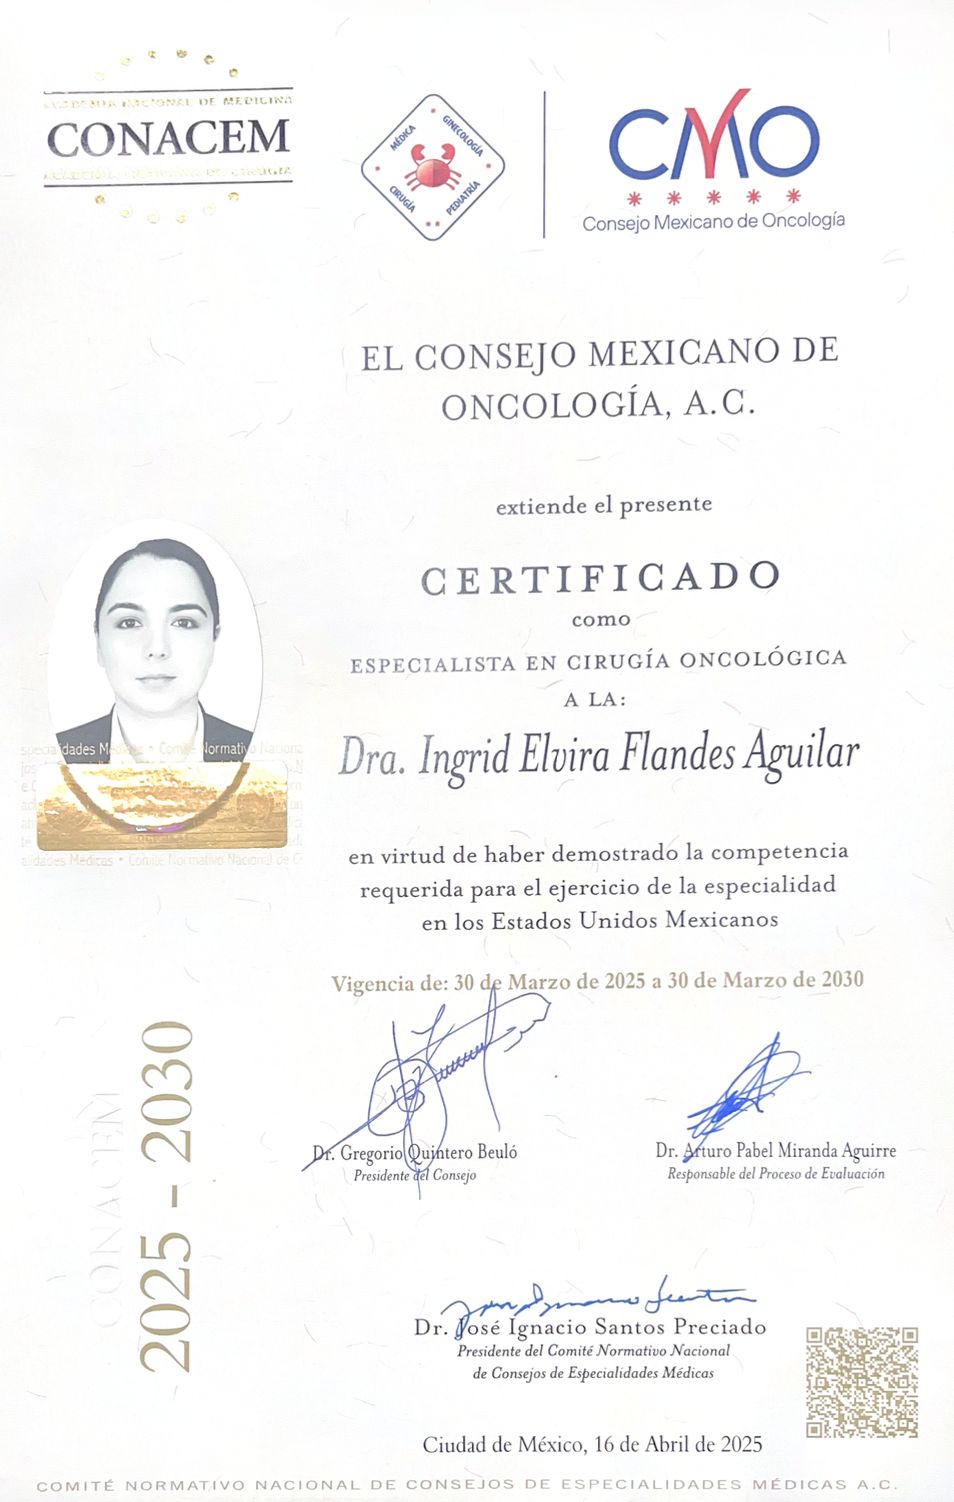 ACADEMIA NACIONAL DE MEDICINA
CONACEM
ACADEMIA MEXICANA DE CIRUGÍA
MÉDICA
GINECOLOGÍA
CIRUGÍA
PEDIATRÍA
CMO
Consejo Mexicano de Oncología
EL CONSEJO MEXICANO DE
ONCOLOGÍA, A.C.
extiende el presente
CERTIFICADO
como
ESPECIALISTA EN CIRUGÍA ONCOLÓGICA
A LA:
Dra. Ingrid Elvira Flandes Aguilar
en virtud de haber demostrado la competencia
requerida para el ejercicio de la especialidad
en los Estados Unidos Mexicanos
Vigencia de: 30 de Marzo de 2025 a 30 de Marzo de 2030
Dr. Gregorio Quintero Beuló
Presidente del Consejo
Dr. Arturo Pabel Miranda Aguirre
Responsable del Proceso de Evaluación
CONACEM
2025 - 2030
Dr. José Ignacio Santos Preciado
Presidente del Comité Normativo Nacional
de Consejos de Especialidades Médicas
Ciudad de México, 16 de Abril de 2025
COMITÉ NORMATIVO NACIONAL DE CONSEJOS DE ESPECIALIDADES MÉDICAS A.C.